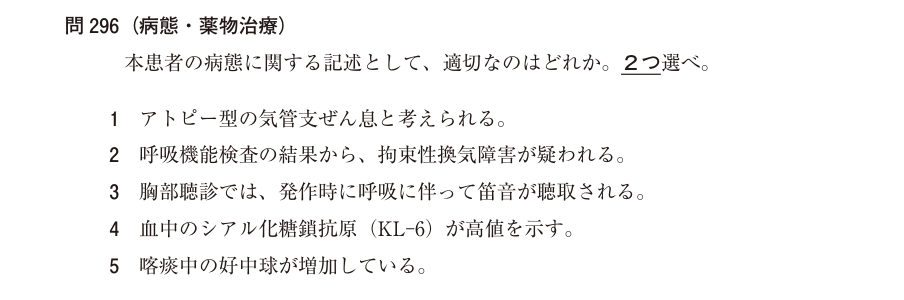 問 296(病態・薬物治療)
本患者の病態に関する記述として、適切なのはどれか。2つ選べ。
1 アトピー型の気管支ぜん息と考えられる。
2 呼吸機能検査の結果から、拘束性換気障害が疑われる。
3 胸部聴診では、発作時に呼吸に伴って笛音が聴取される。
4 血中のシアル化糖鎖抗原(KL-6)が高値を示す。
5 喀痰中の好中球が増加している。